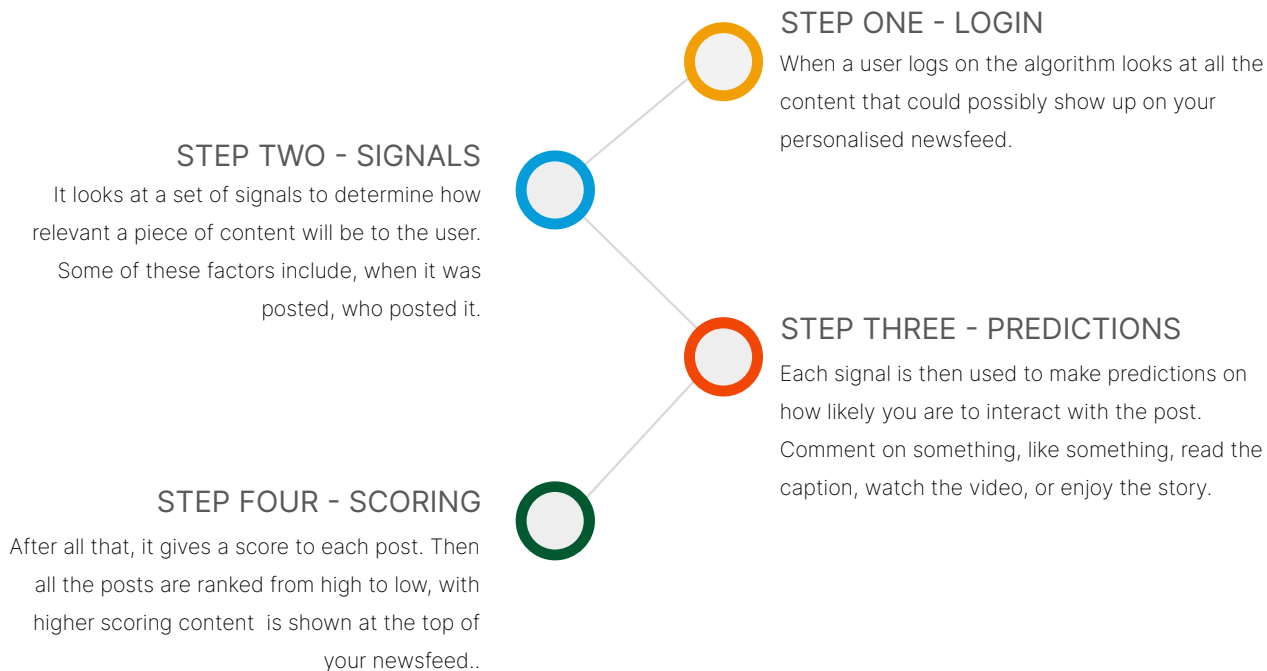 STEP ONE - LOGIN
When a user logs on the algorithm looks at all the
content that could possibly show up on your
personalised newsfeed.
STEP TWO - SIGNALS
It looks at a set of signals to determine how
relevant a piece of content will be to the user.
Some of these factors include, when it was
posted, who posted it.
STEP THREE - PREDICTIONS
Each signal is then used to make predictions on
how likely you are to interact with the post.
Comment on something, like something, read the
caption, watch the video, or enjoy the story.
STEP FOUR - SCORING
After all that, it gives a score to each post. Then
all the posts are ranked from high to low, with
higher scoring content  is shown at the top of
your newsfeed..